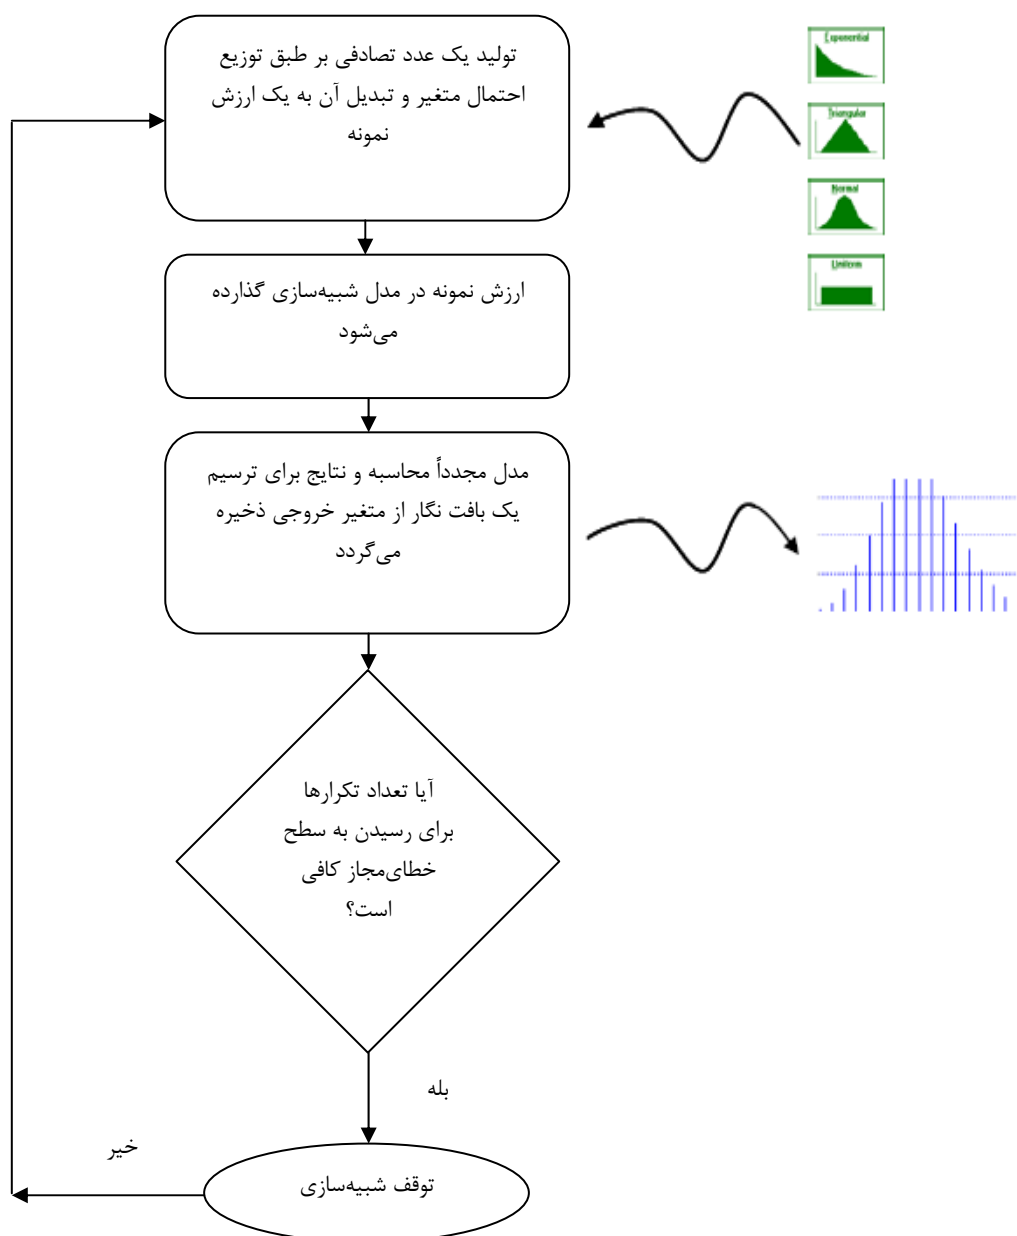 تولید یک عدد تصادفی بر طبق توزیع
احتمال متغیر و تبدیل آن به یک ارزش
نمونه
Exponential
Triangular
Normal
Uniform
ارزش نمونه در مدل شبیه‌سازی گذارده
می‌شود
مدل مجدداً محاسبه و نتایج برای ترسیم
یک بافت نگار از متغیر خروجی ذخیره
می‌گردد
آیا تعداد تکرارها
برای رسیدن به سطح
خطای‌مجاز کافی
است؟
بله
خیر
توقف شبیه‌سازی